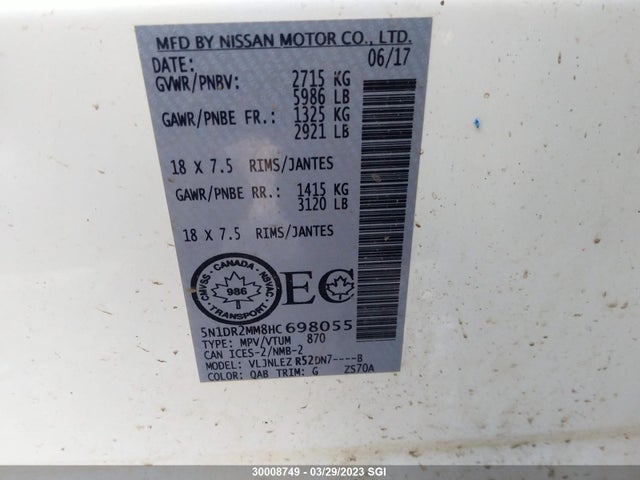 MFD BY NISSAN MOTOR CO., LTD.
DATE: 06/17
GVWR/PNBV: 2715 KG
5986 LB
GAWR/PNBE FR.: 1325 KG
2921 LB
18 X 7.5 RIMS/JANTES
GAWR/PNBE RR.: 1415 KG
3120 LB
18 X 7.5 RIMS/JANTES
CMVSS · CANADA · NSVAC
986
TRANSPORT
EC
5N1DR2MM8HC698055
TYPE: MPV/VTUM 870
CAN ICES-2/NMB-2
MODEL: VLJNLEZ R52DN7----B
COLOR: QAB TRIM: G ZS70A
30008749 — 03/29/2023 SGI